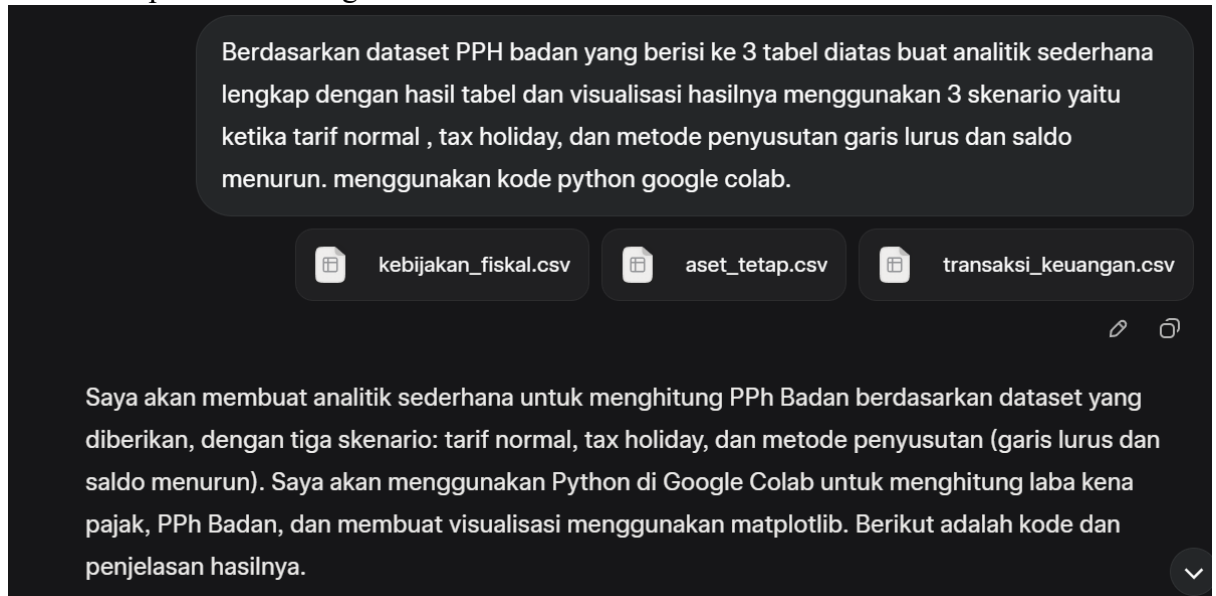 Berdasarkan dataset PPH badan yang berisi ke 3 tabel diatas buat analitik sederhana
lengkap dengan hasil tabel dan visualisasi hasilnya menggunakan 3 skenario yaitu
ketika tarif normal , tax holiday, dan metode penyusutan garis lurus dan saldo
menurun. menggunakan kode python google colab.
kebijakan_fiskal.csv
aset_tetap.csv
transaksi_keuangan.csv
Saya akan membuat analitik sederhana untuk menghitung PPh Badan berdasarkan dataset yang
diberikan, dengan tiga skenario: tarif normal, tax holiday, dan metode penyusutan (garis lurus dan
saldo menurun). Saya akan menggunakan Python di Google Colab untuk menghitung laba kena
pajak, PPh Badan, dan membuat visualisasi menggunakan matplotlib. Berikut adalah kode dan
penjelasan hasilnya.